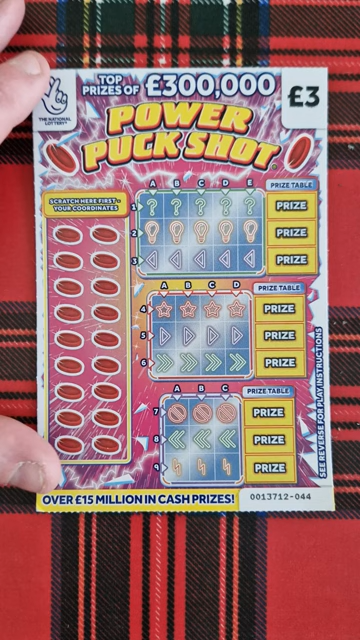 TOP
PRIZES OF £300,000
£3
THE NATIONAL
LOTTERY
POWER
PUCK SHOT
SCRATCH HERE FIRST -
YOUR COORDINATES
A B C D E
PRIZE TABLE
1 ? ? ? ? ? PRIZE
2 PRIZE
3 PRIZE
A B C D
PRIZE TABLE
4 PRIZE
5 PRIZE
6 PRIZE
A B C
PRIZE TABLE
7 PRIZE
8 PRIZE
9 PRIZE
SEE REVERSE FOR PLAY INSTRUCTIONS
OVER £15 MILLION IN CASH PRIZES!
0013712-044